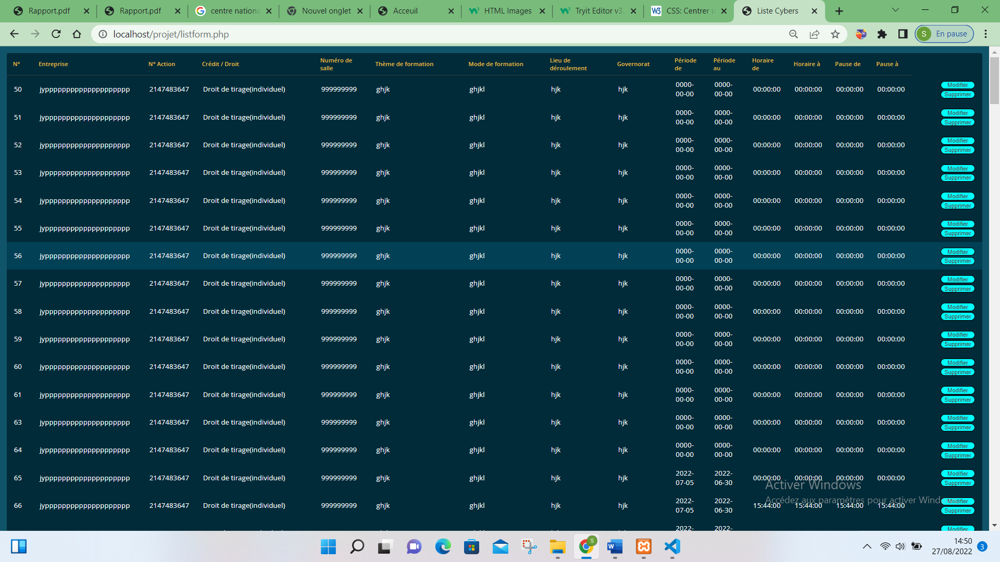 Rapport.pdf
Rapport.pdf
centre nationa
Nouvel onglet
Acceuil
HTML Images
Tryit Editor v3.
CSS: Centrer u
Liste Cybers
localhost/projet/listform.php
S En pause
N° Entreprise N° Action Crédit / Droit Numéro de salle Thème de formation Mode de formation Lieu de déroulement Governorat Période de Période au Horaire de Horaire à Pause de Pause à
50 jyppppppppppppppppppppp 2147483647 Droit de tirage(individuel) 999999999 ghjk ghjkl hjk hjk 0000-00-00 0000-00-00 00:00:00 00:00:00 00:00:00 00:00:00 Modifier Supprimer
51 jyppppppppppppppppppppp 2147483647 Droit de tirage(individuel) 999999999 ghjk ghjkl hjk hjk 0000-00-00 0000-00-00 00:00:00 00:00:00 00:00:00 00:00:00 Modifier Supprimer
52 jyppppppppppppppppppppp 2147483647 Droit de tirage(individuel) 999999999 ghjk ghjkl hjk hjk 0000-00-00 0000-00-00 00:00:00 00:00:00 00:00:00 00:00:00 Modifier Supprimer
53 jyppppppppppppppppppppp 2147483647 Droit de tirage(individuel) 999999999 ghjk ghjkl hjk hjk 0000-00-00 0000-00-00 00:00:00 00:00:00 00:00:00 00:00:00 Modifier Supprimer
54 jyppppppppppppppppppppp 2147483647 Droit de tirage(individuel) 999999999 ghjk ghjkl hjk hjk 0000-00-00 0000-00-00 00:00:00 00:00:00 00:00:00 00:00:00 Modifier Supprimer
55 jyppppppppppppppppppppp 2147483647 Droit de tirage(individuel) 999999999 ghjk ghjkl hjk hjk 0000-00-00 0000-00-00 00:00:00 00:00:00 00:00:00 00:00:00 Modifier Supprimer
56 jyppppppppppppppppppppp 2147483647 Droit de tirage(individuel) 999999999 ghjk ghjkl hjk hjk 0000-00-00 0000-00-00 00:00:00 00:00:00 00:00:00 00:00:00 Modifier Supprimer
57 jyppppppppppppppppppppp 2147483647 Droit de tirage(individuel) 999999999 ghjk ghjkl hjk hjk 0000-00-00 0000-00-00 00:00:00 00:00:00 00:00:00 00:00:00 Modifier Supprimer
58 jyppppppppppppppppppppp 2147483647 Droit de tirage(individuel) 999999999 ghjk ghjkl hjk hjk 0000-00-00 0000-00-00 00:00:00 00:00:00 00:00:00 00:00:00 Modifier Supprimer
59 jyppppppppppppppppppppp 2147483647 Droit de tirage(individuel) 999999999 ghjk ghjkl hjk hjk 0000-00-00 0000-00-00 00:00:00 00:00:00 00:00:00 00:00:00 Modifier Supprimer
60 jyppppppppppppppppppppp 2147483647 Droit de tirage(individuel) 999999999 ghjk ghjkl hjk hjk 0000-00-00 0000-00-00 00:00:00 00:00:00 00:00:00 00:00:00 Modifier Supprimer
61 jyppppppppppppppppppppp 2147483647 Droit de tirage(individuel) 999999999 ghjk ghjkl hjk hjk 0000-00-00 0000-00-00 00:00:00 00:00:00 00:00:00 00:00:00 Modifier Supprimer
63 jyppppppppppppppppppppp 2147483647 Droit de tirage(individuel) 999999999 ghjk ghjkl hjk hjk 0000-00-00 0000-00-00 00:00:00 00:00:00 00:00:00 00:00:00 Modifier Supprimer
64 jyppppppppppppppppppppp 2147483647 Droit de tirage(individuel) 999999999 ghjk ghjkl hjk hjk 0000-00-00 0000-00-00 00:00:00 00:00:00 00:00:00 00:00:00 Modifier Supprimer
65 jyppppppppppppppppppppp 2147483647 Droit de tirage(individuel) 999999999 ghjk ghjkl hjk hjk 2022-07-05 2022-06-30 00:00:00 00:00:00 00:00:00 00:00:00 Modifier Supprimer
66 jyppppppppppppppppppppp 2147483647 Droit de tirage(individuel) 999999999 ghjk ghjkl hjk hjk 2022-07-05 2022-06-30 15:44:00 15:44:00 15:44:00 15:44:00 Modifier Supprimer
2022- 2022- Modifier
Activer Windows
Accédez aux paramètres pour activer Wind
14:50
27/08/2022
3